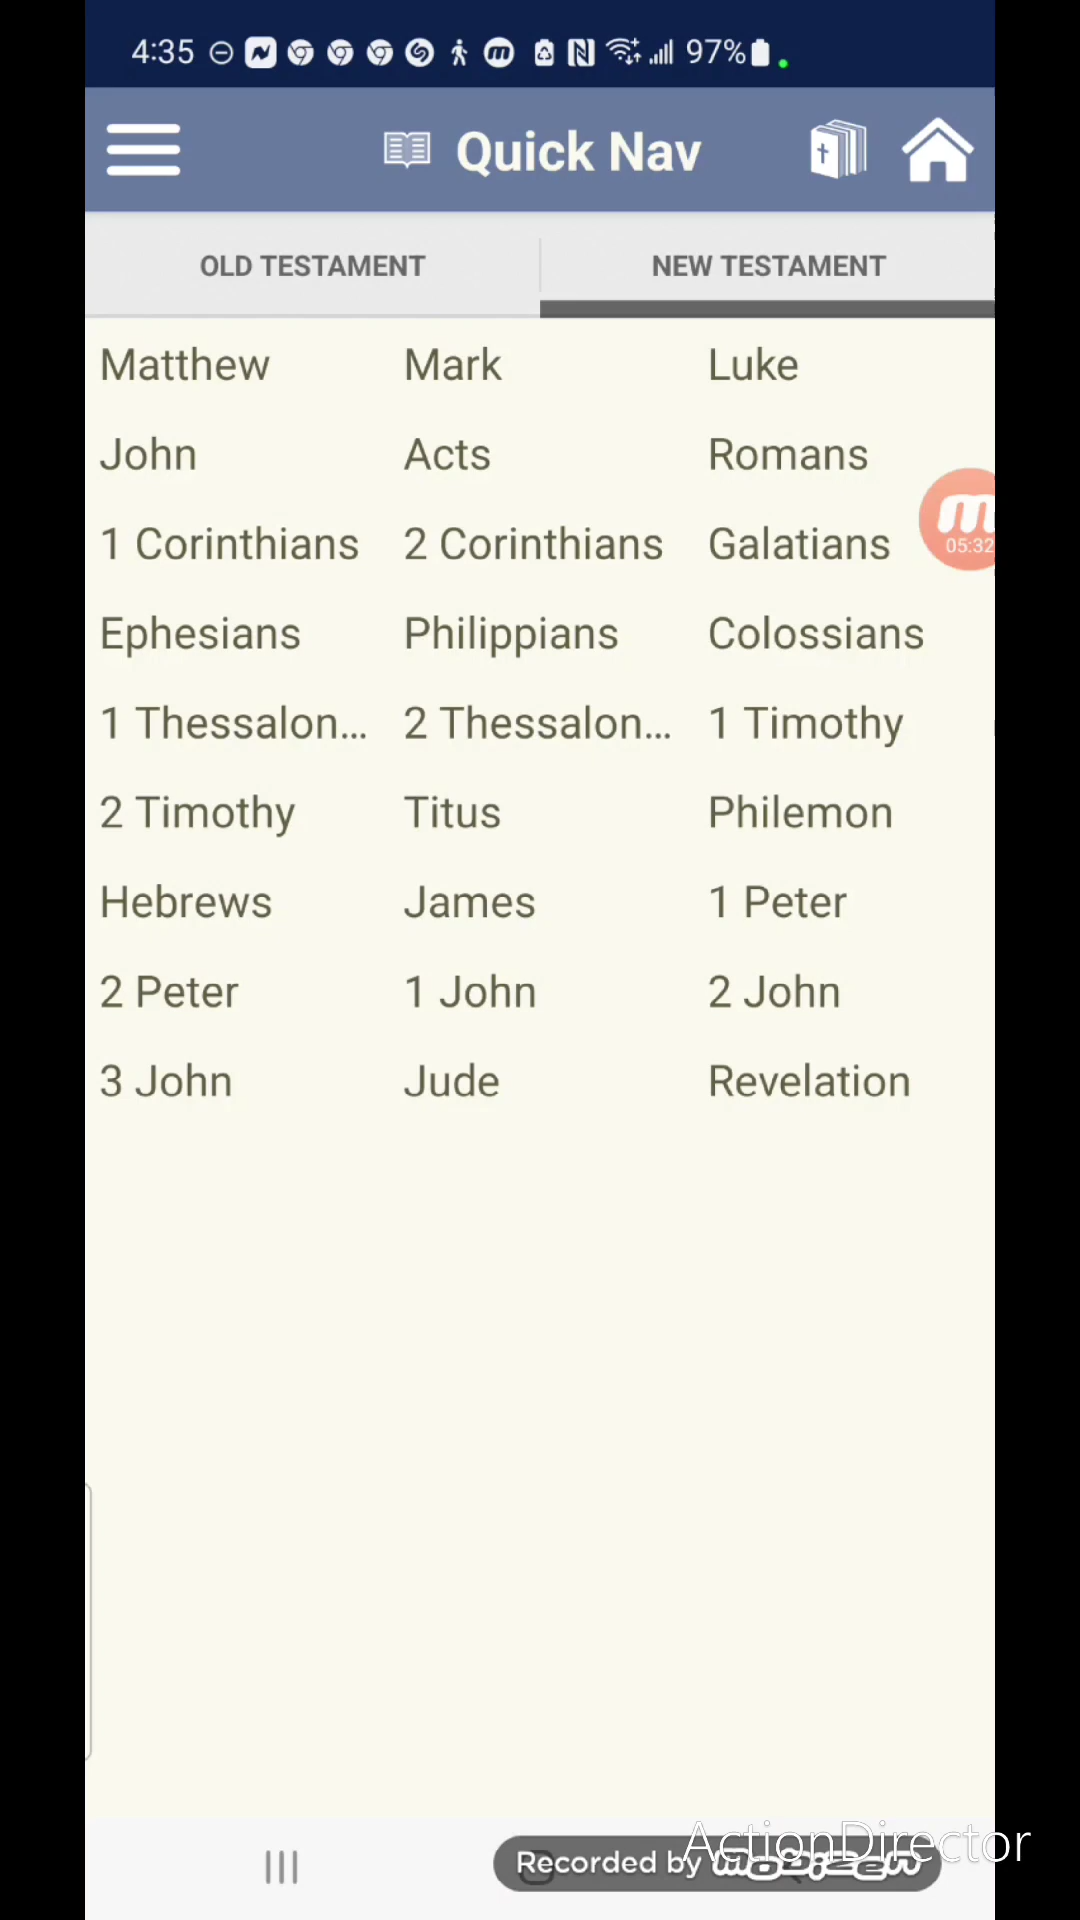 4:35 97%
Quick Nav
OLD TESTAMENT NEW TESTAMENT
Matthew Mark Luke
John Acts Romans
1 Corinthians 2 Corinthians Galatians
05:32
Ephesians Philippians Colossians
1 Thessalon... 2 Thessalon... 1 Timothy
2 Timothy Titus Philemon
Hebrews James 1 Peter
2 Peter 1 John 2 John
3 John Jude Revelation
ActionDirector
Recorded by mobizen